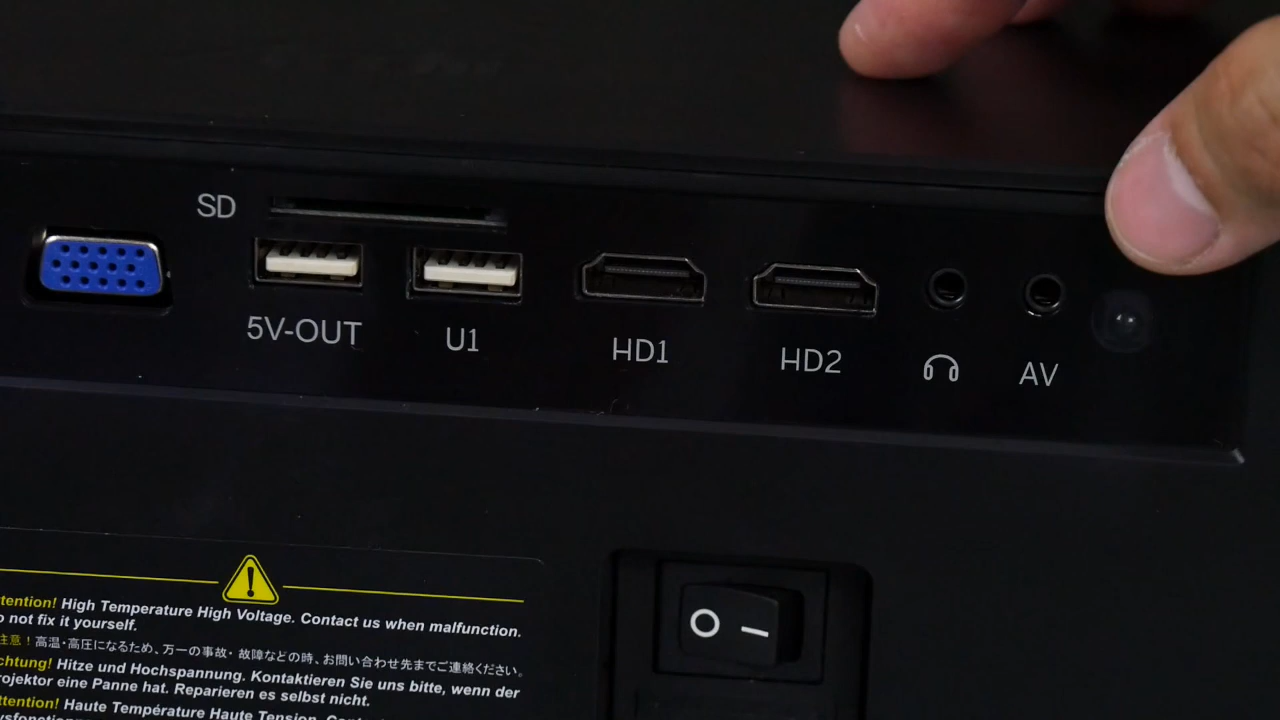 SD
5V-OUT
U1
HD1
HD2
AV
O —
ttention! High Temperature High Voltage. Contact us when malfunction.
o not fix it yourself.
注意！高温・高圧になるため、万一の事故・故障などの時、お問い合わせ先までご連絡ください。
chtung! Hitze und Hochspannung. Kontaktieren Sie uns bitte, wenn der
rojektor eine Panne hat. Reparieren es selbst nicht.
ttention! Haute Température Haute Tension.